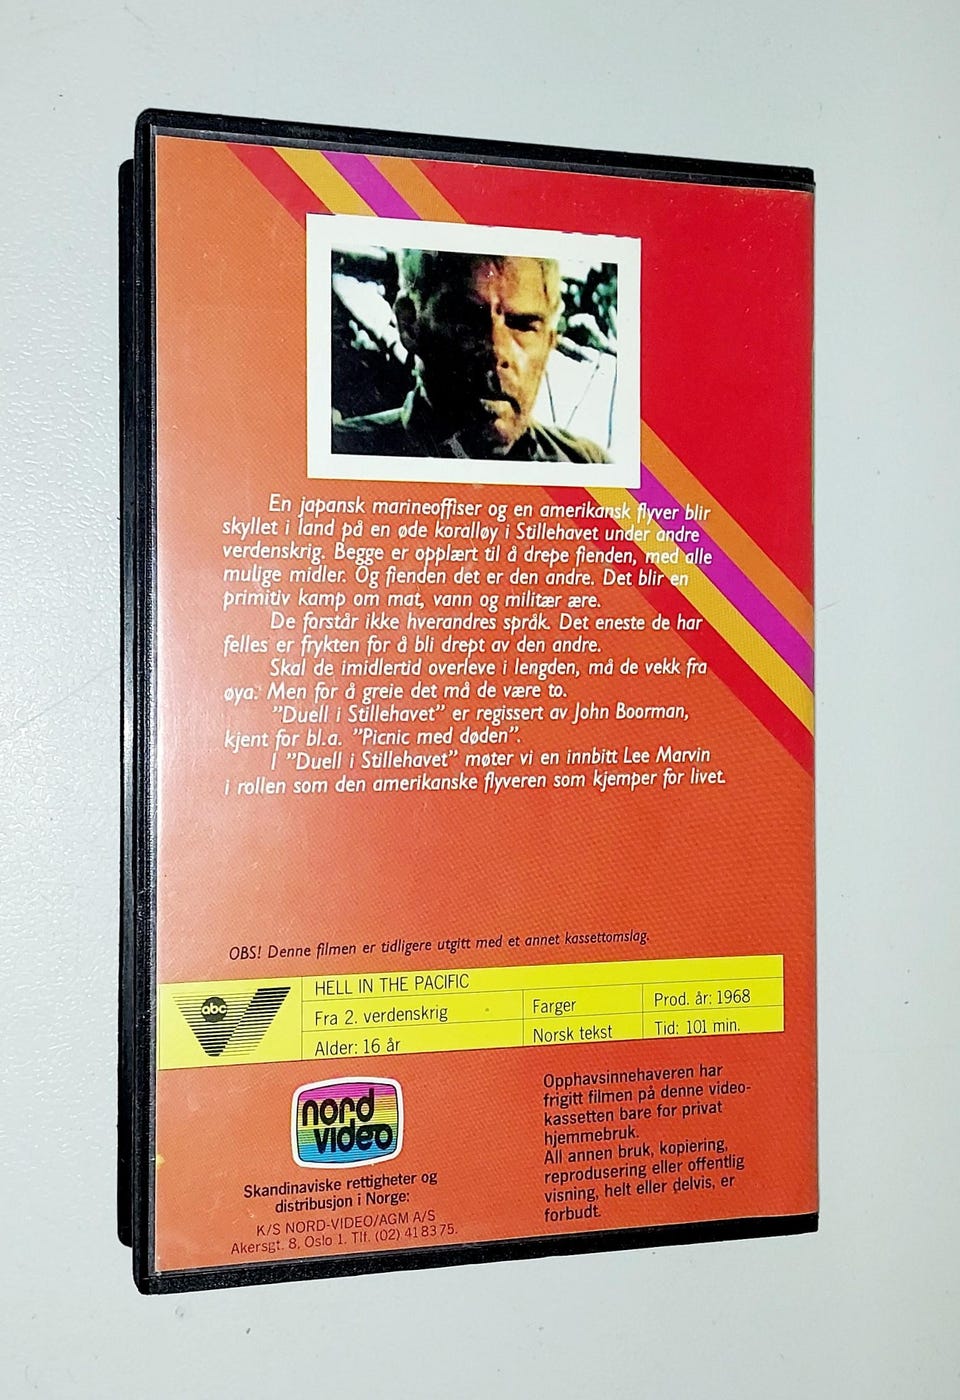 En japansk marineoffiser og en amerikansk flyver blir
skyllet i land på en øde koralløy i Stillehavet under andre
verdenskrig. Begge er opplært til å drepe fienden, med alle
mulige midler. Og fienden det er den andre. Det blir en
primitiv kamp om mat, vann og militær ære.
De forstår ikke hverandres språk. Det eneste de har
felles er frykten for å bli drept av den andre.
Skal de imidlertid overleve i lengden, må de vekk fra
øya. Men for å greie det må de være to.
"Duell i Stillehavet" er regissert av John Boorman,
kjent for bl.a. "Picnic med døden".
I "Duell i Stillehavet" møter vi en innbitt Lee Marvin
i rollen som den amerikanske flyveren som kjemper for livet.
OBS! Denne filmen er tidligere utgitt med et annet kassettomslag.
abc
HELL IN THE PACIFIC
Fra 2. verdenskrig Farger Prod. år: 1968
Alder: 16 år Norsk tekst Tid: 101 min.
nord
video
Skandinaviske rettigheter og
distribusjon i Norge:
K/S NORD-VIDEO/AGM A/S
Akersgt. 8, Oslo 1. Tlf. (02) 41 83 75.
Opphavsinnehaveren har
frigitt filmen på denne video-
kassetten bare for privat
hjemmebruk.
All annen bruk, kopiering,
reprodusering eller offentlig
visning, helt eller delvis, er
forbudt.